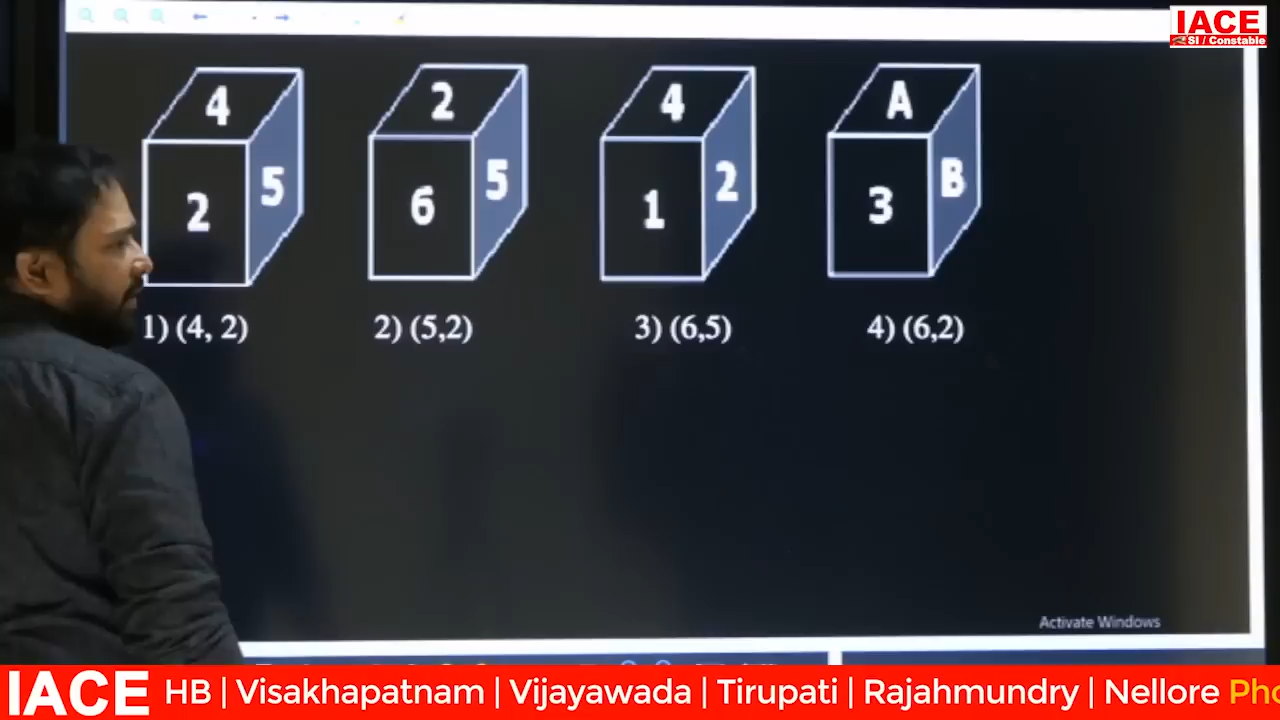 IACE
SI / Constable
4
2
4
A
2
5
6
5
1
2
3
B
1) (4, 2)
2) (5,2)
3) (6,5)
4) (6,2)
Activate Windows
IACE HB | Visakhapatnam | Vijayawada | Tirupati | Rajahmundry | Nellore Pho